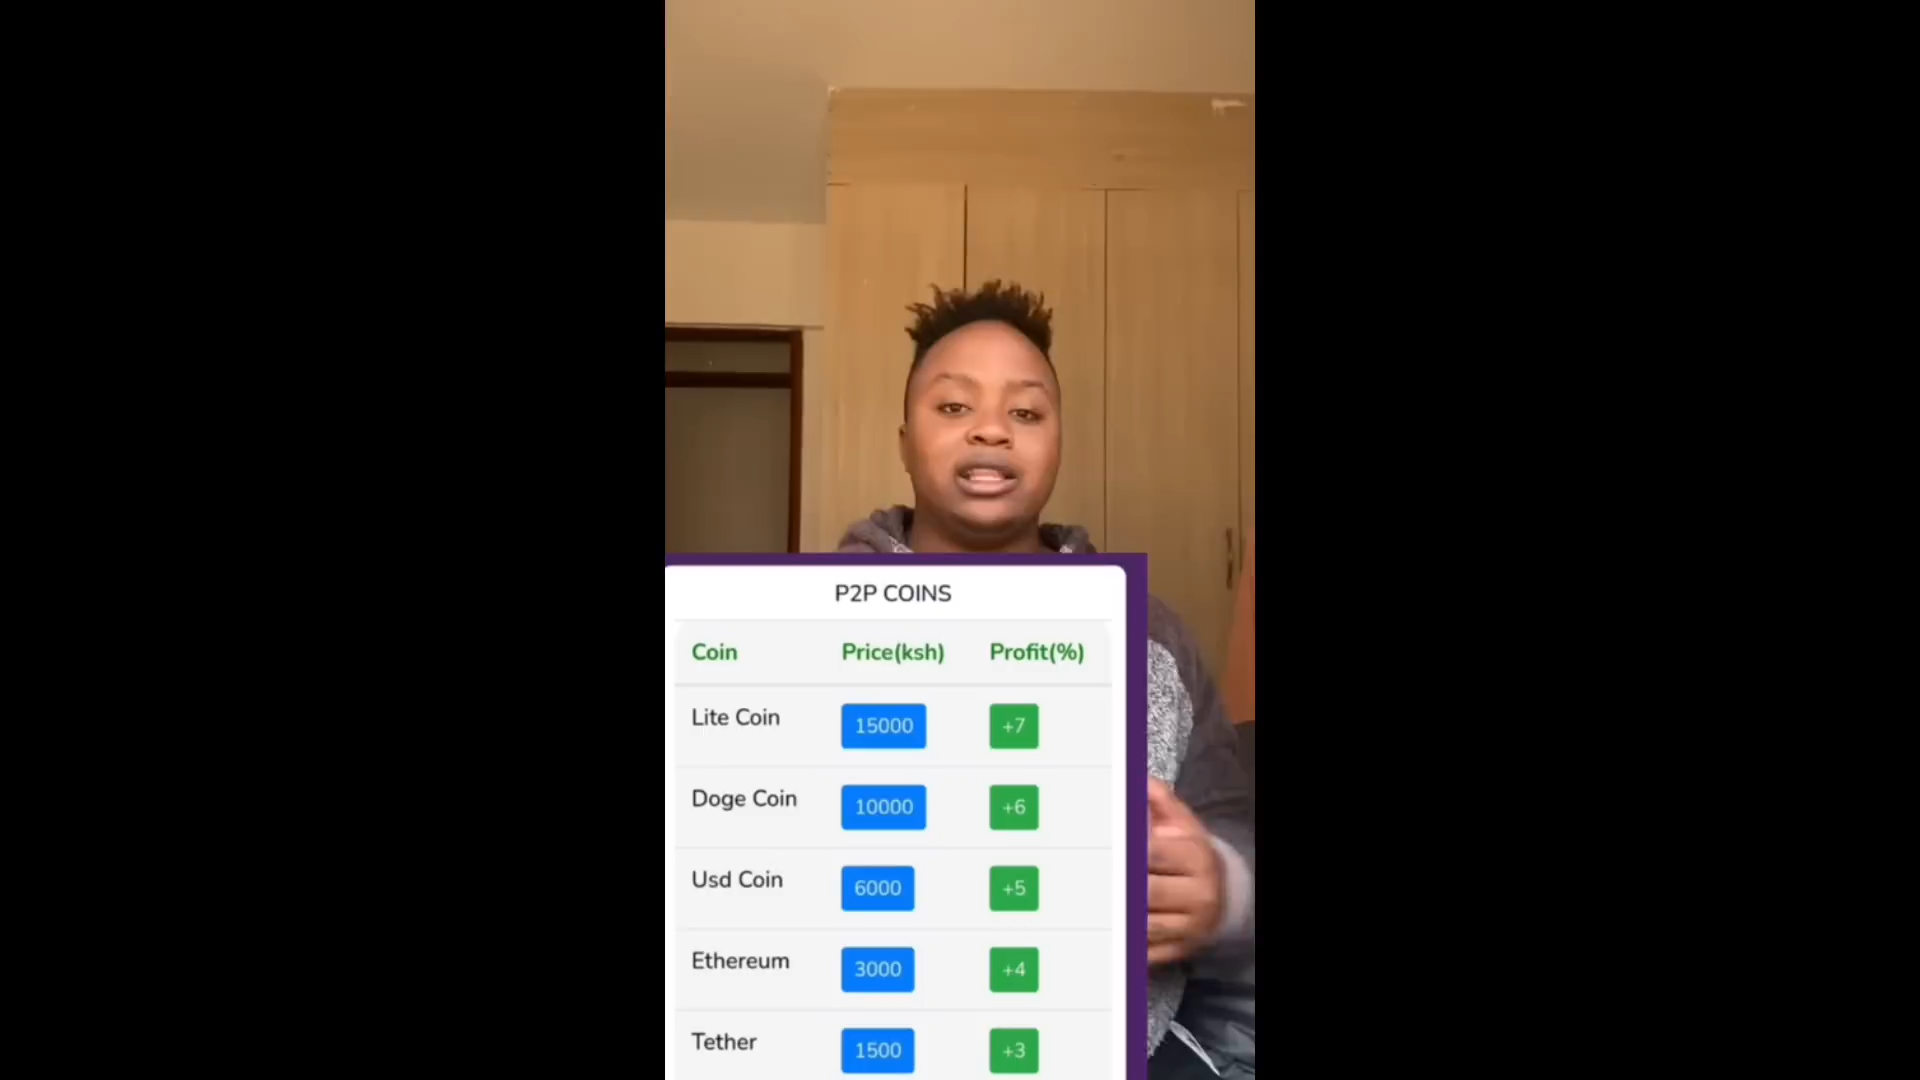 P2P COINS
Coin Price(ksh) Profit(%)
Lite Coin 15000 +7
Doge Coin 10000 +6
Usd Coin 6000 +5
Ethereum 3000 +4
Tether 1500 +3